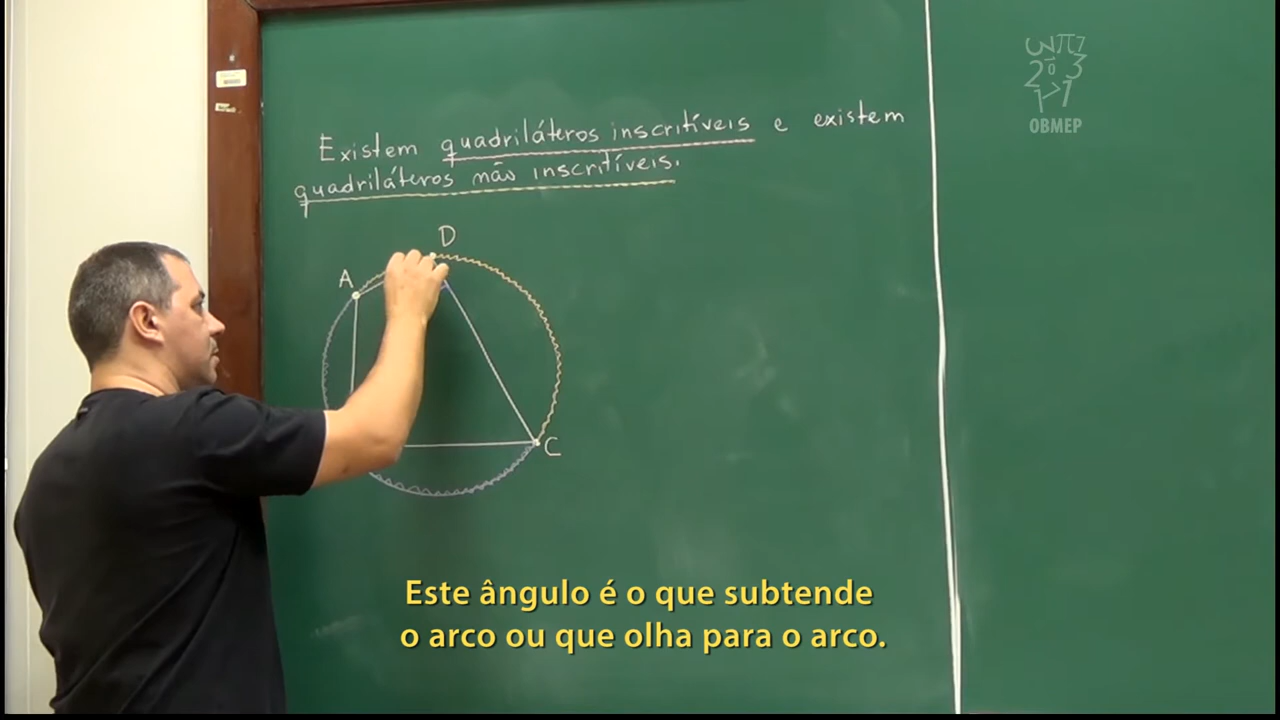 Existem quadriláteros inscritíveis e existem
quadriláteros não inscritíveis.
D
A
C
OBMEP
Este ângulo é o que subtende
o arco ou que olha para o arco.